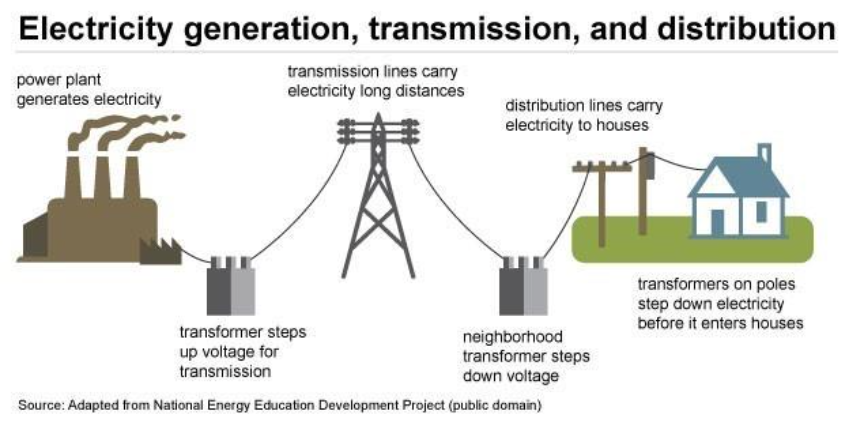 Electricity generation, transmission, and distribution
power plant
generates electricity
transmission lines carry
electricity long distances
distribution lines carry
electricity to houses
transformer steps
up voltage for
transmission
neighborhood
transformer steps
down voltage
transformers on poles
step down electricity
before it enters houses
Source: Adapted from National Energy Education Development Project (public domain)